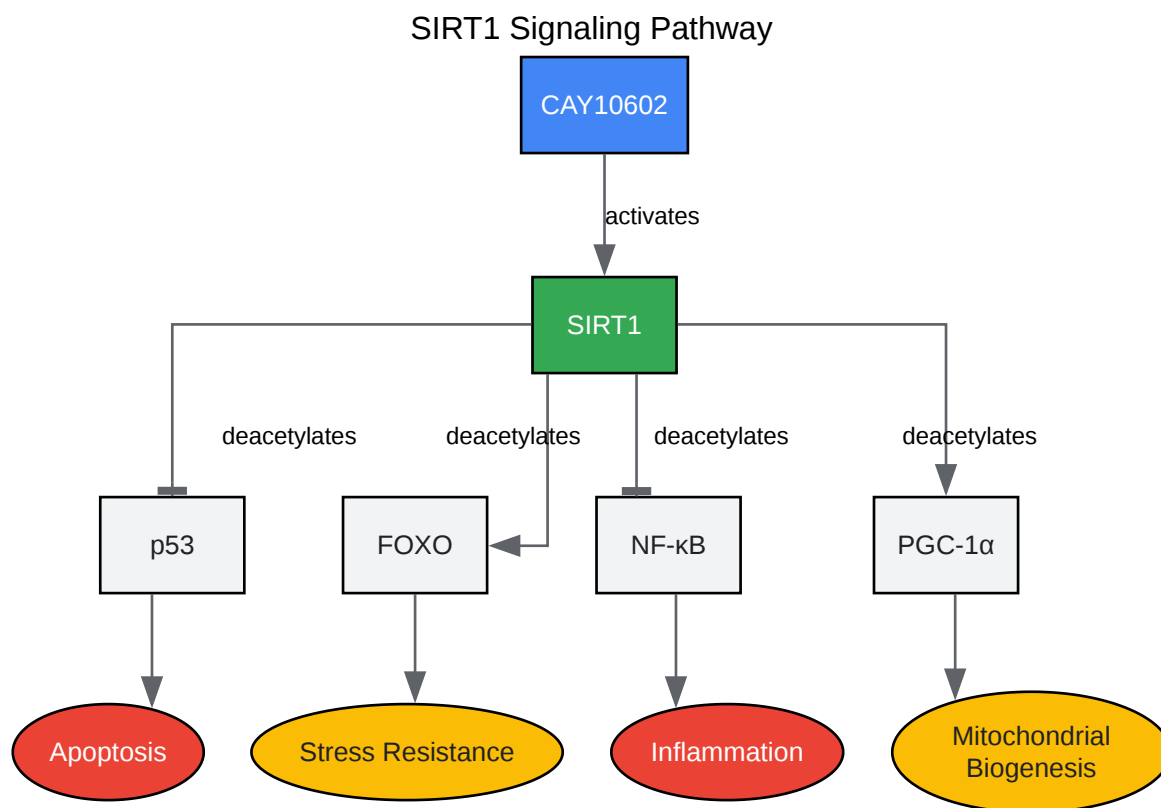 SIRT1 Signaling Pathway
CAY10602
activates
SIRT1
deacetylates
deacetylates
deacetylates
deacetylates
p53
FOXO
NF-κB
PGC-1α
Apoptosis
Stress Resistance
Inflammation
Mitochondrial
Biogenesis